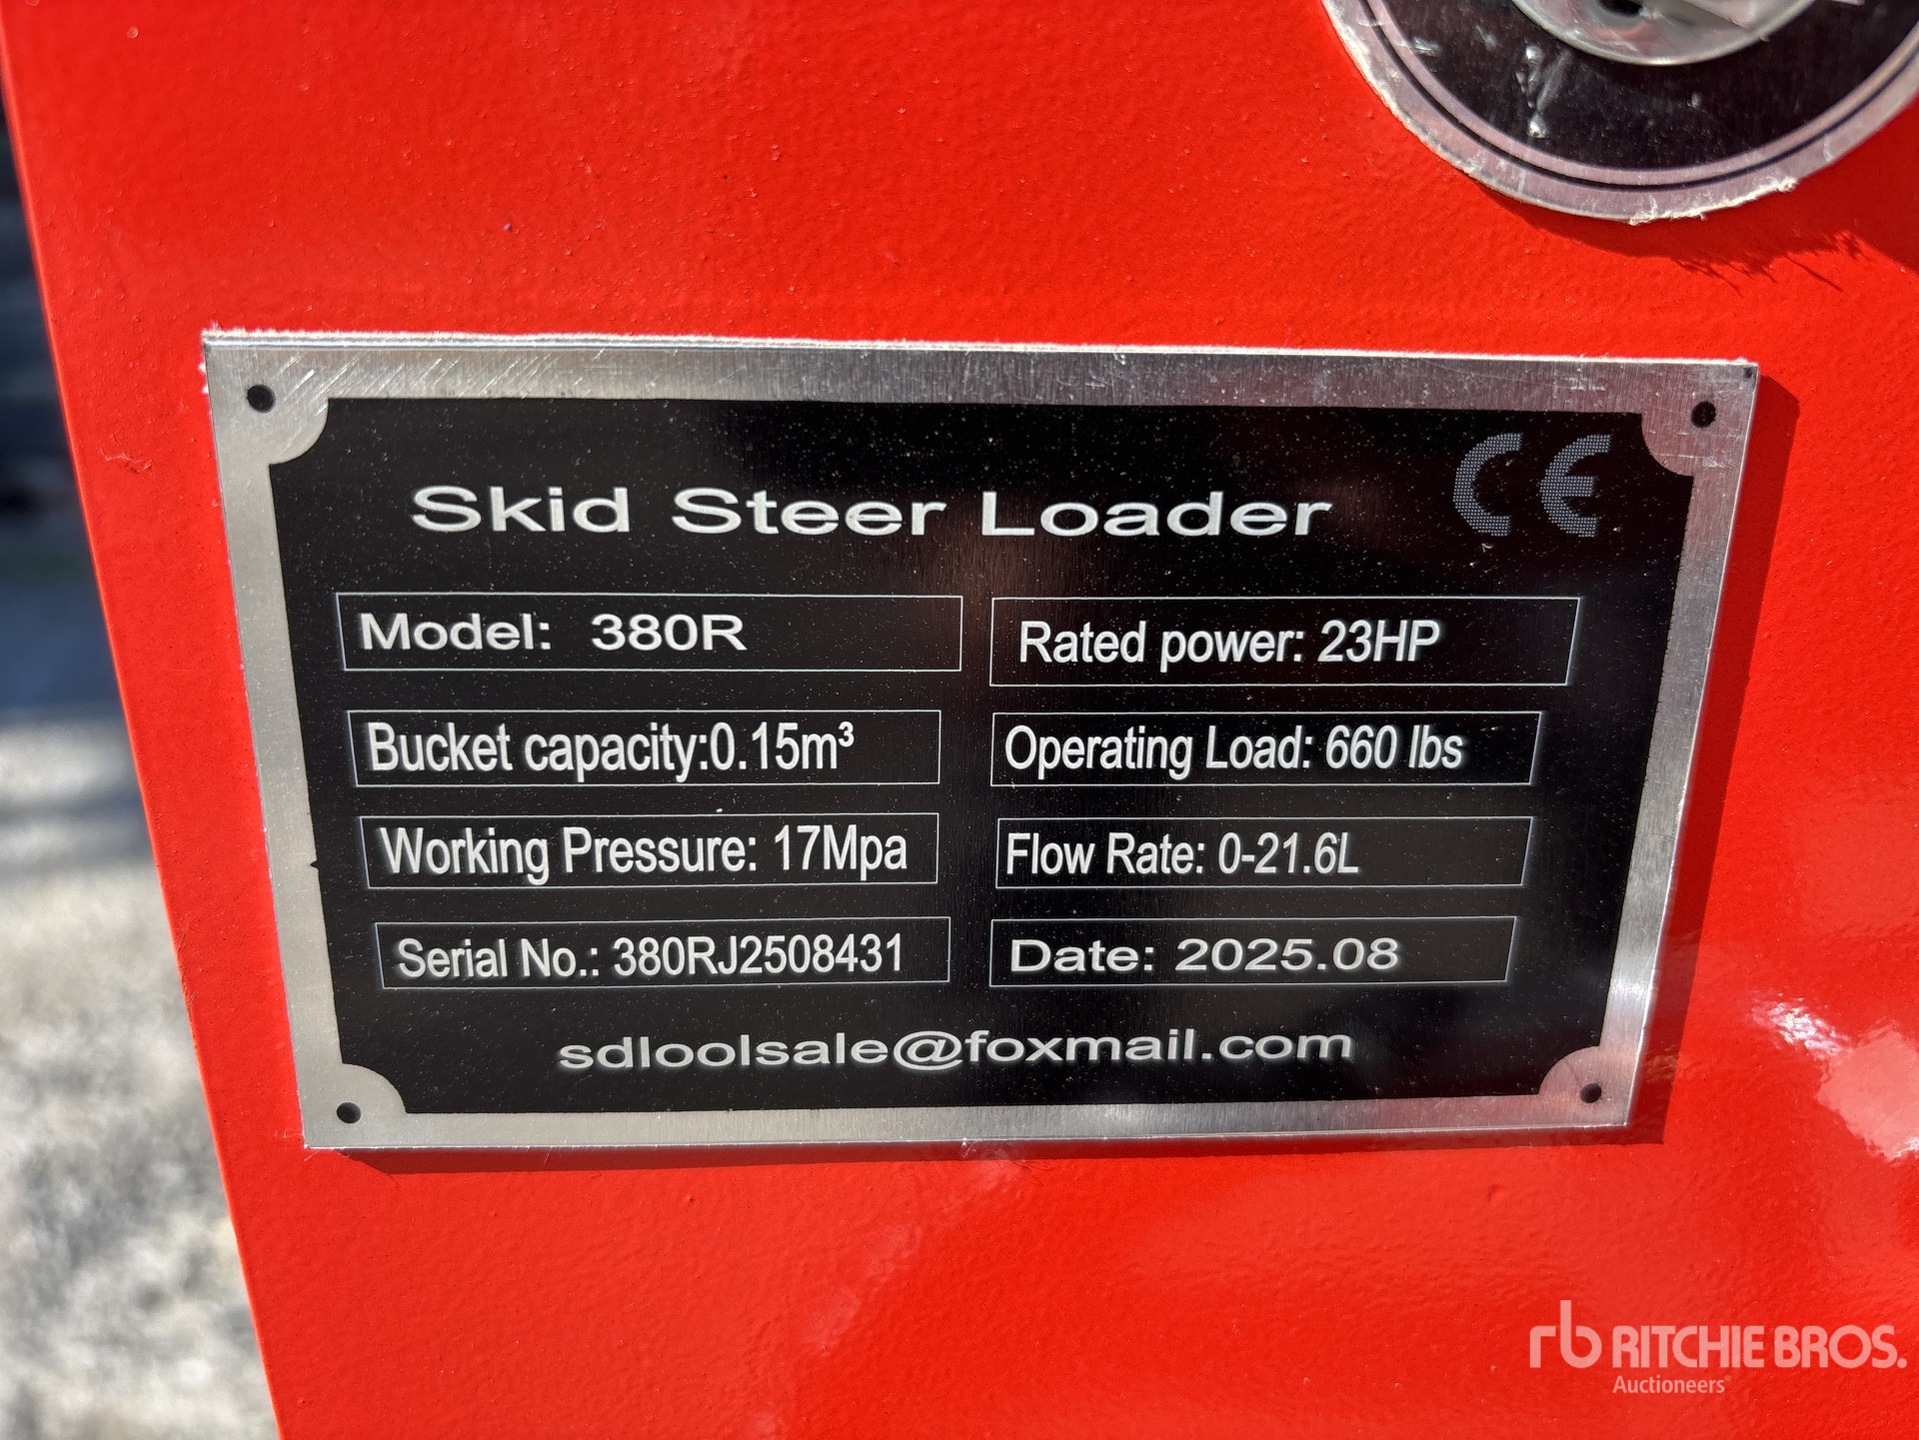 Skid Steer Loader CE
Model: 380R
Rated power: 23HP
Bucket capacity:0.15m³
Operating Load: 660 lbs
Working Pressure: 17Mpa
Flow Rate: 0-21.6L
Serial No.: 380RJ2508431
Date: 2025.08
sdloolsale@foxmail.com
rb RITCHIE BROS.
Auctioneers